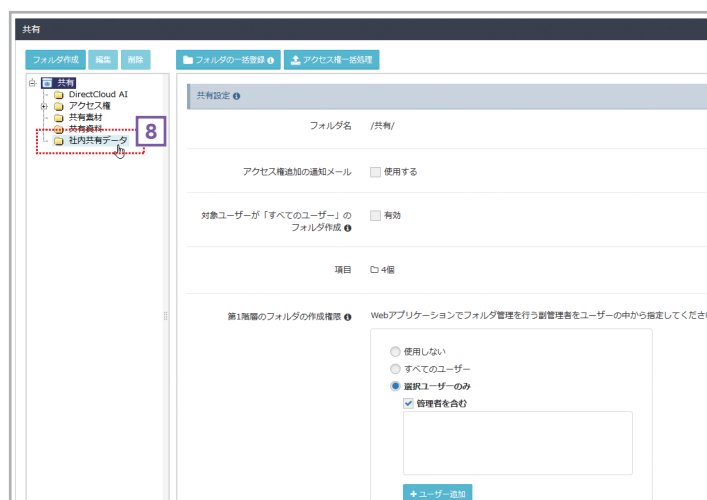 共有
フォルダ作成 編集 削除 フォルダの一括登録 アクセス権一括処理
共有
DirectCloud AI
アクセス権
共有素材
共有資料
社内共有データ
8
共有設定
フォルダ名 /共有/
アクセス権追加の通知メール 使用する
対象ユーザーが「すべてのユーザー」の
フォルダ作成 有効
項目 4個
第1階層のフォルダの作成権限 Webアプリケーションでフォルダ管理を行う副管理者をユーザーの中から指定してくださ
使用しない
すべてのユーザー
選択ユーザーのみ
管理者を含む
+ユーザー追加